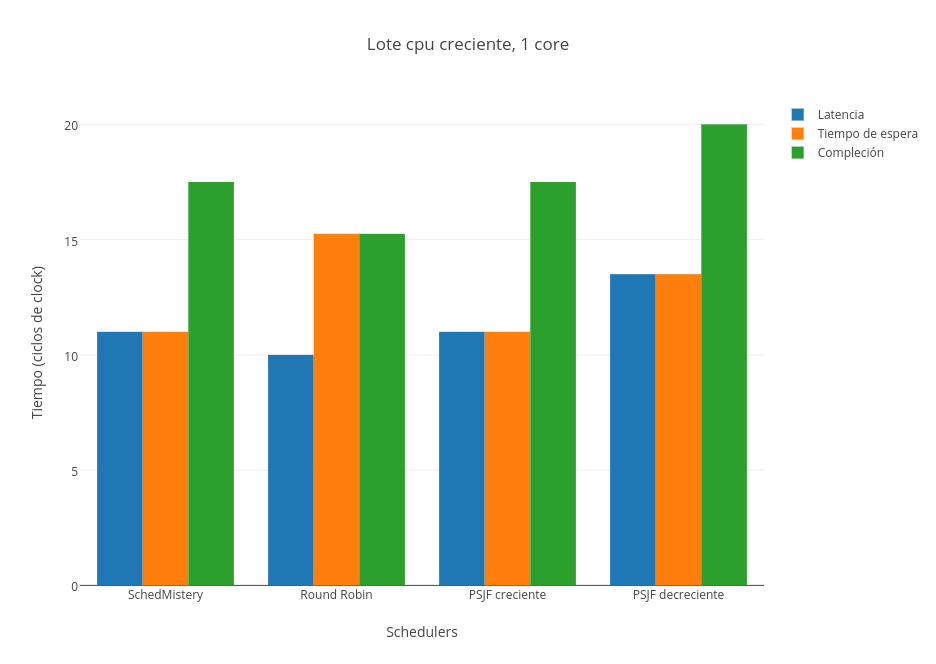 Lote cpu creciente, 1 core
Latencia
Tiempo de espera
Compleción
20
15
10
5
0
Tiempo (ciclos de clock)
SchedMistery
Round Robin
PSJF creciente
PSJF decreciente
Schedulers